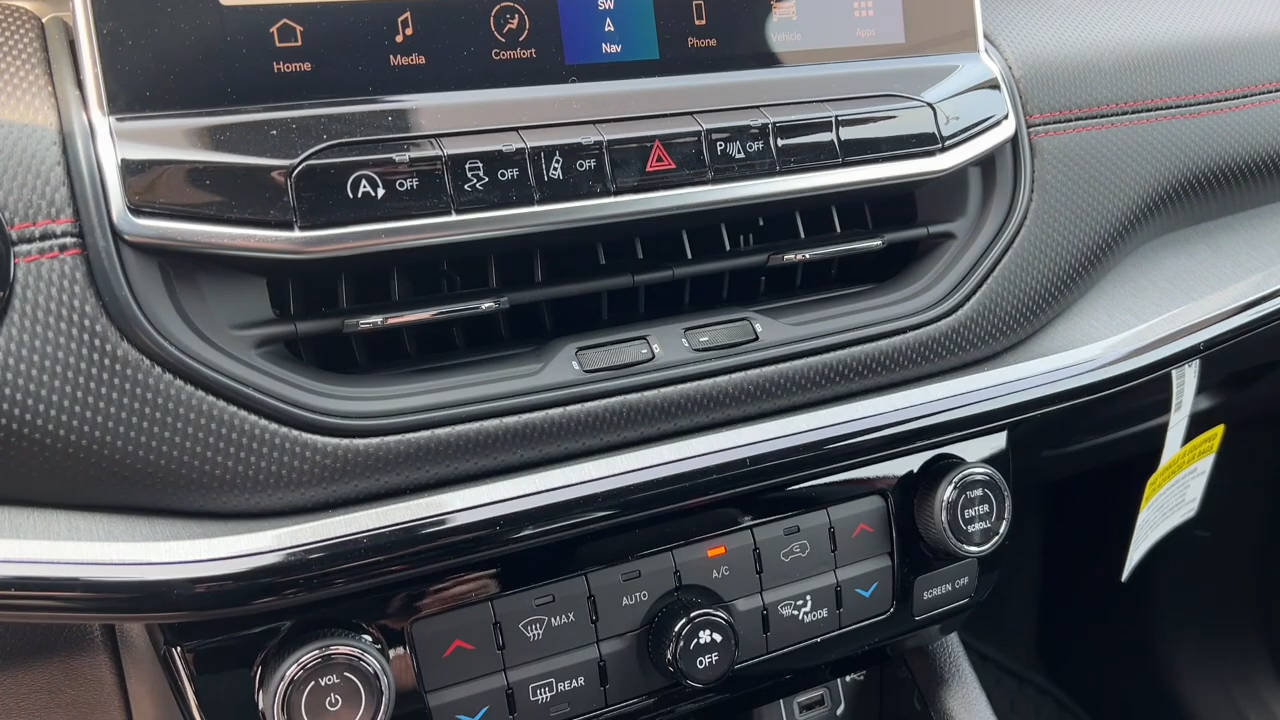 SW
Home
Media
Comfort
Nav
Phone
Vehicle
Apps
A OFF
OFF
OFF
P OFF
TUNE
ENTER
SCROLL
A/C
AUTO
MAX
MODE
SCREEN OFF
OFF
REAR
VOL